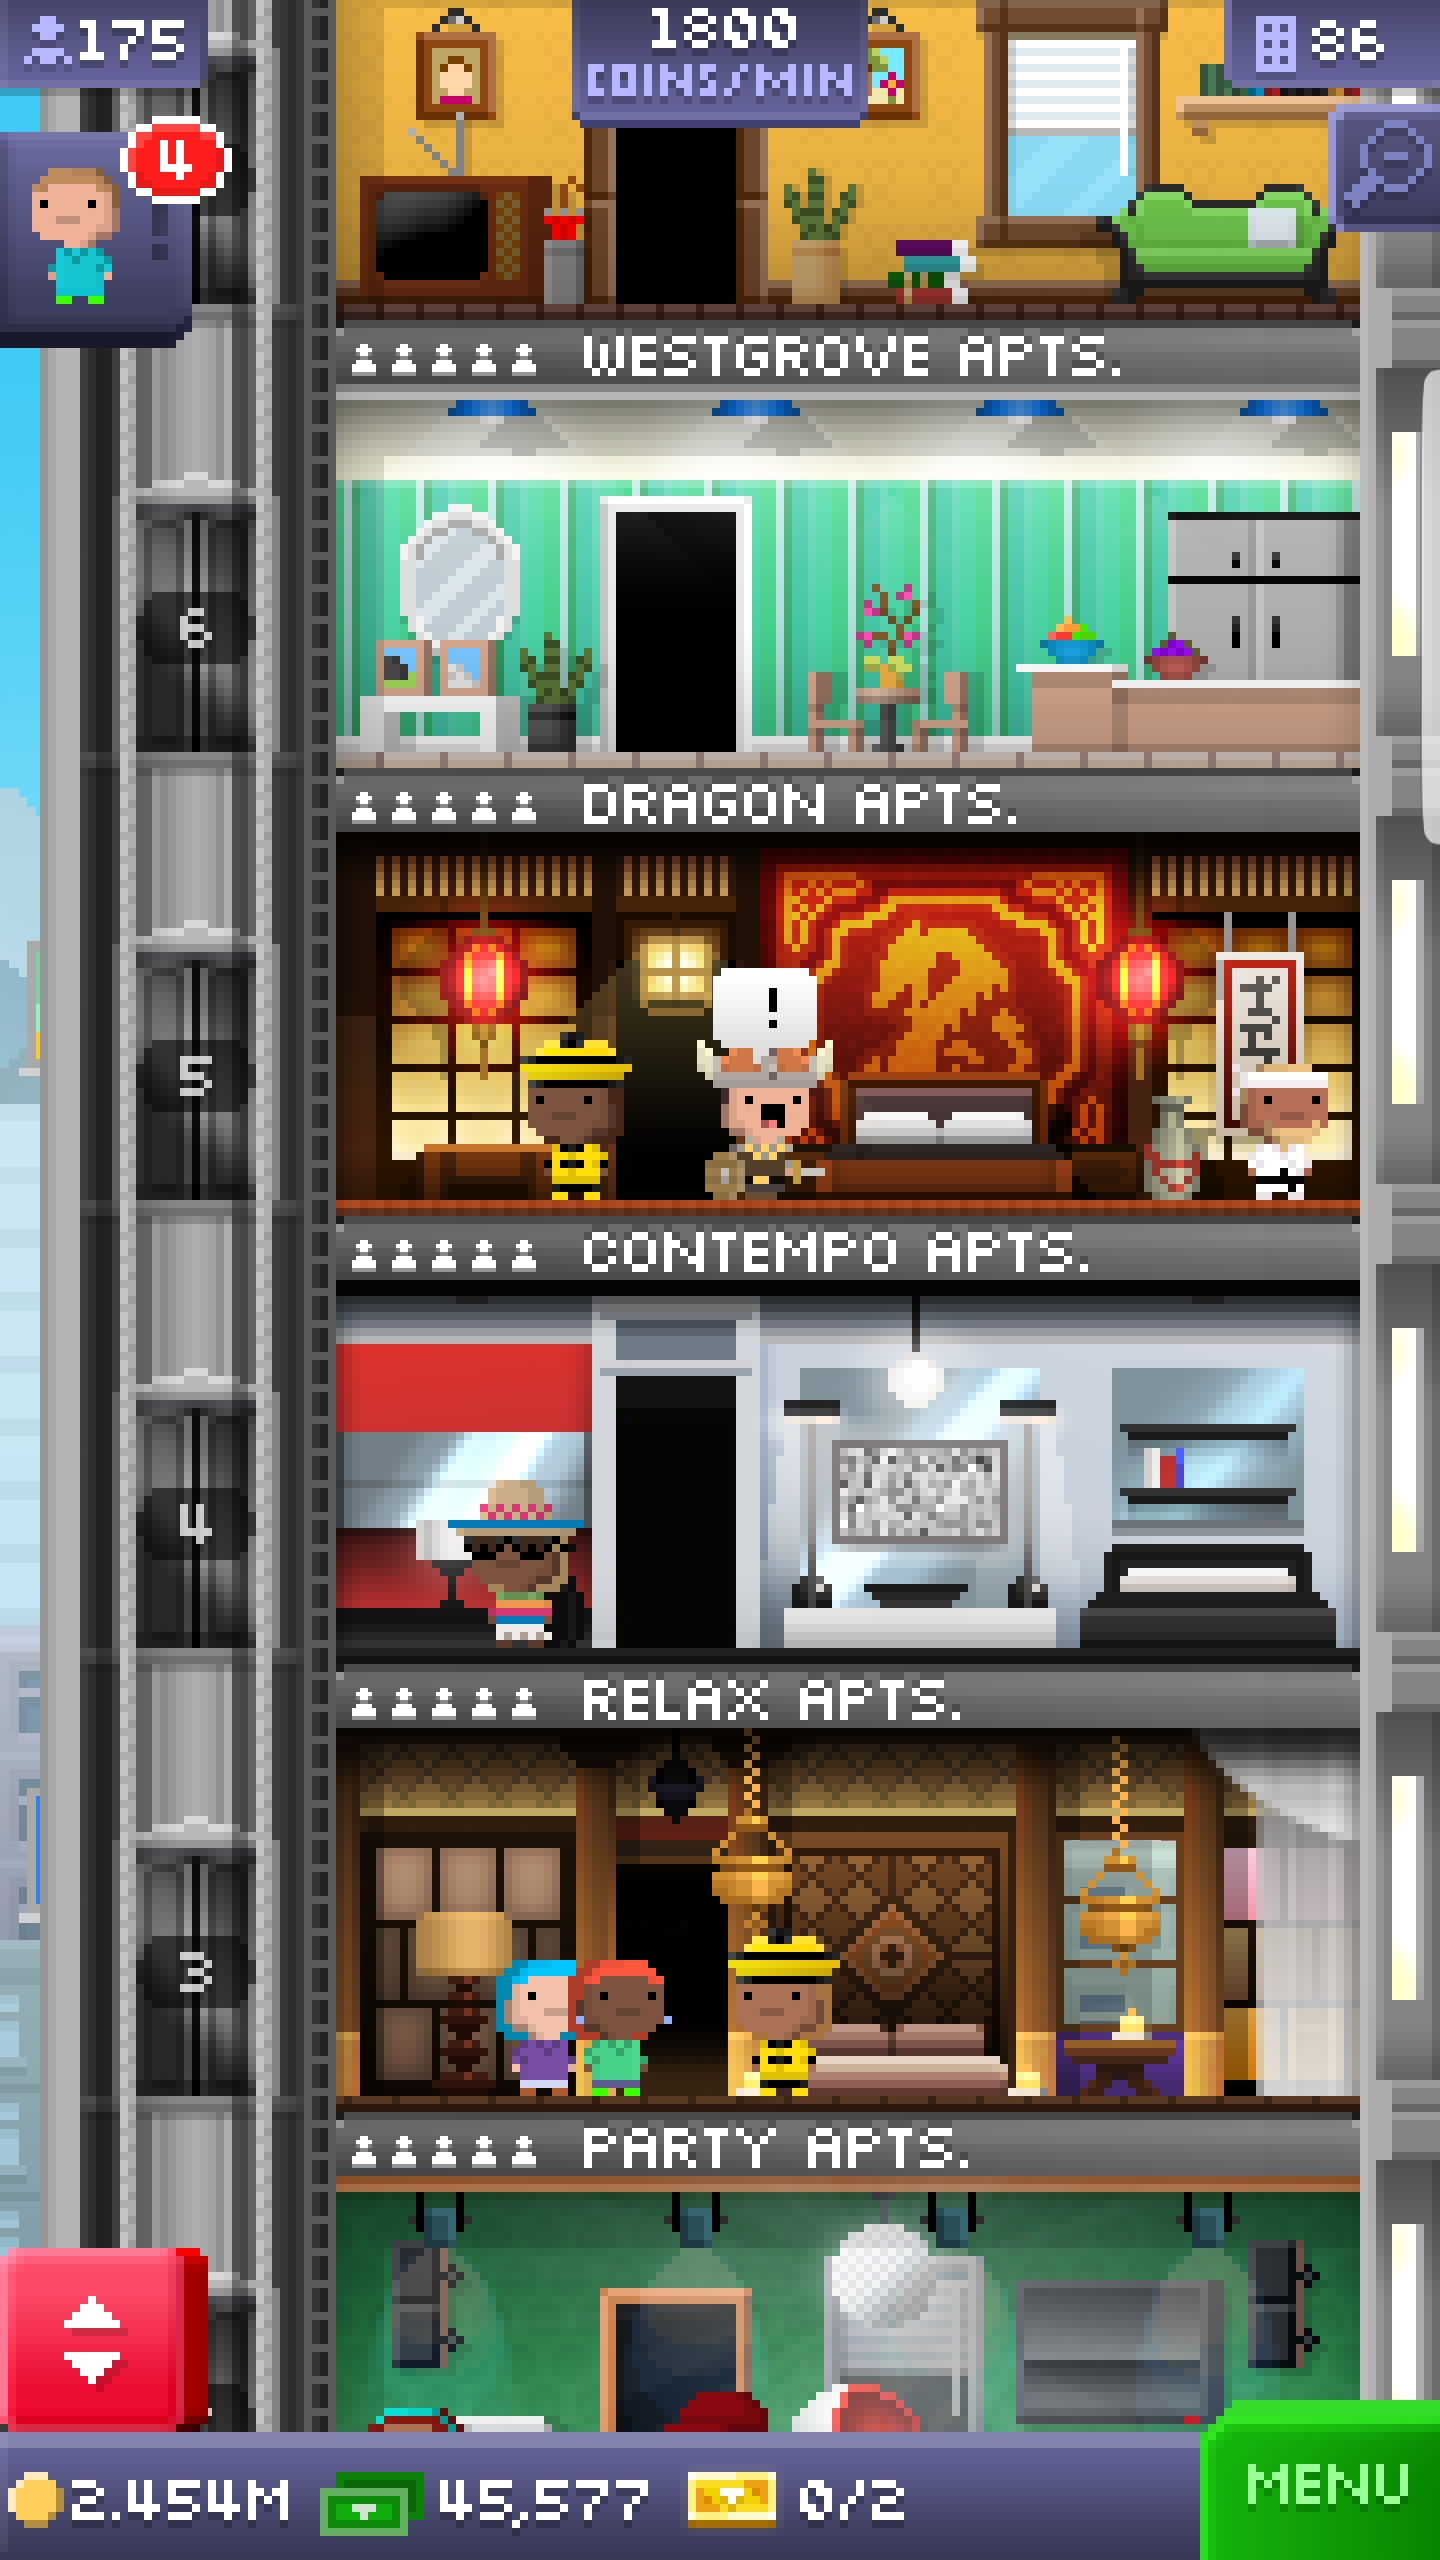 175
1800
COINS/MIN
86
4
WESTGROVE APTS.
6
DRAGON APTS.
!
5
CONTEMPO APTS.
4
RELAX APTS.
3
PARTY APTS.
2.454M
45,577
0/2
MENU